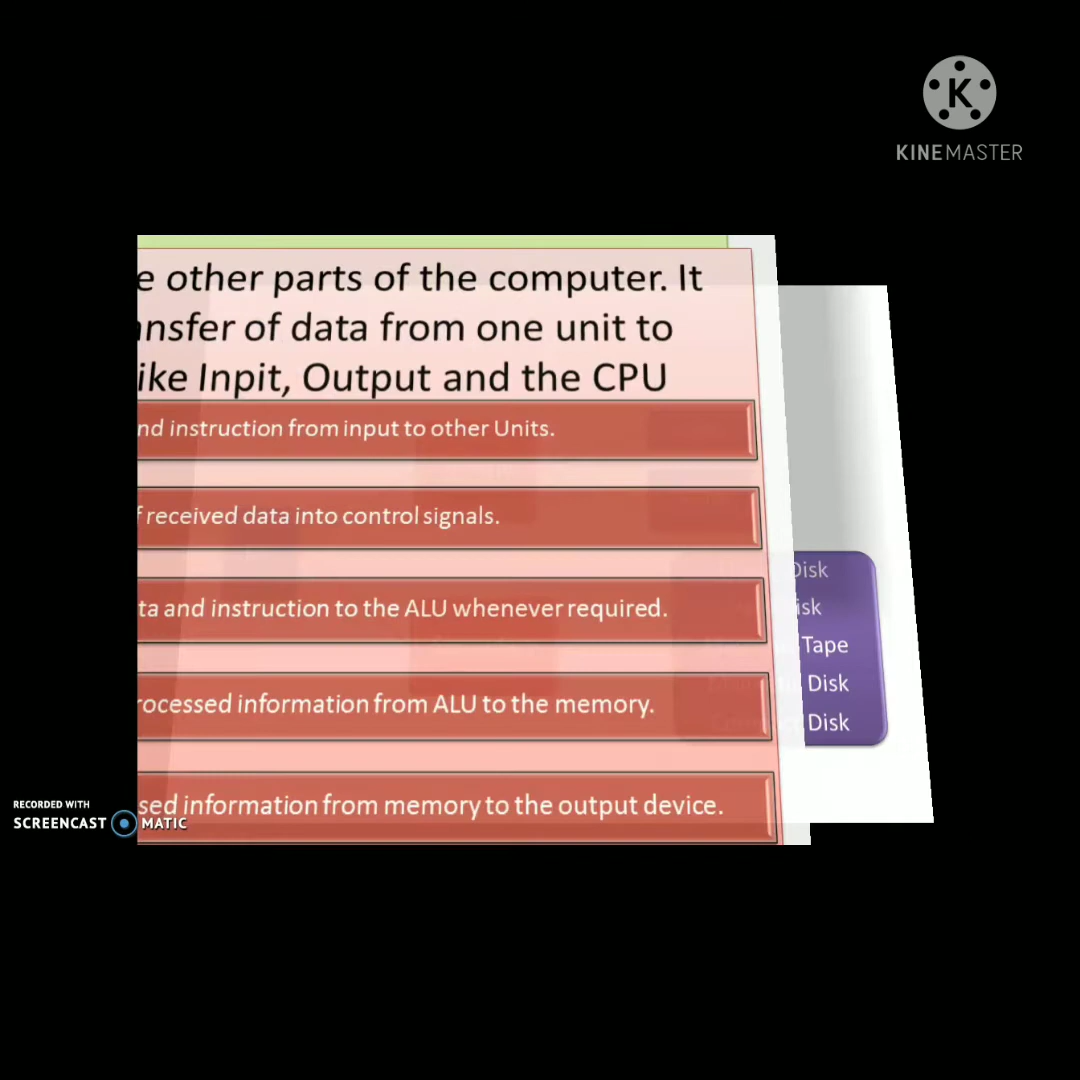 KINEMASTER
e other parts of the computer. It
ansfer of data from one unit to
ike Inpit, Output and the CPU
nd instruction from input to other Units.
f received data into control signals.
ta and instruction to the ALU whenever required.
rocessed information from ALU to the memory.
sed information from memory to the output device.
Disk
isk
Tape
Disk
Disk
RECORDED WITH
SCREENCAST MATIC